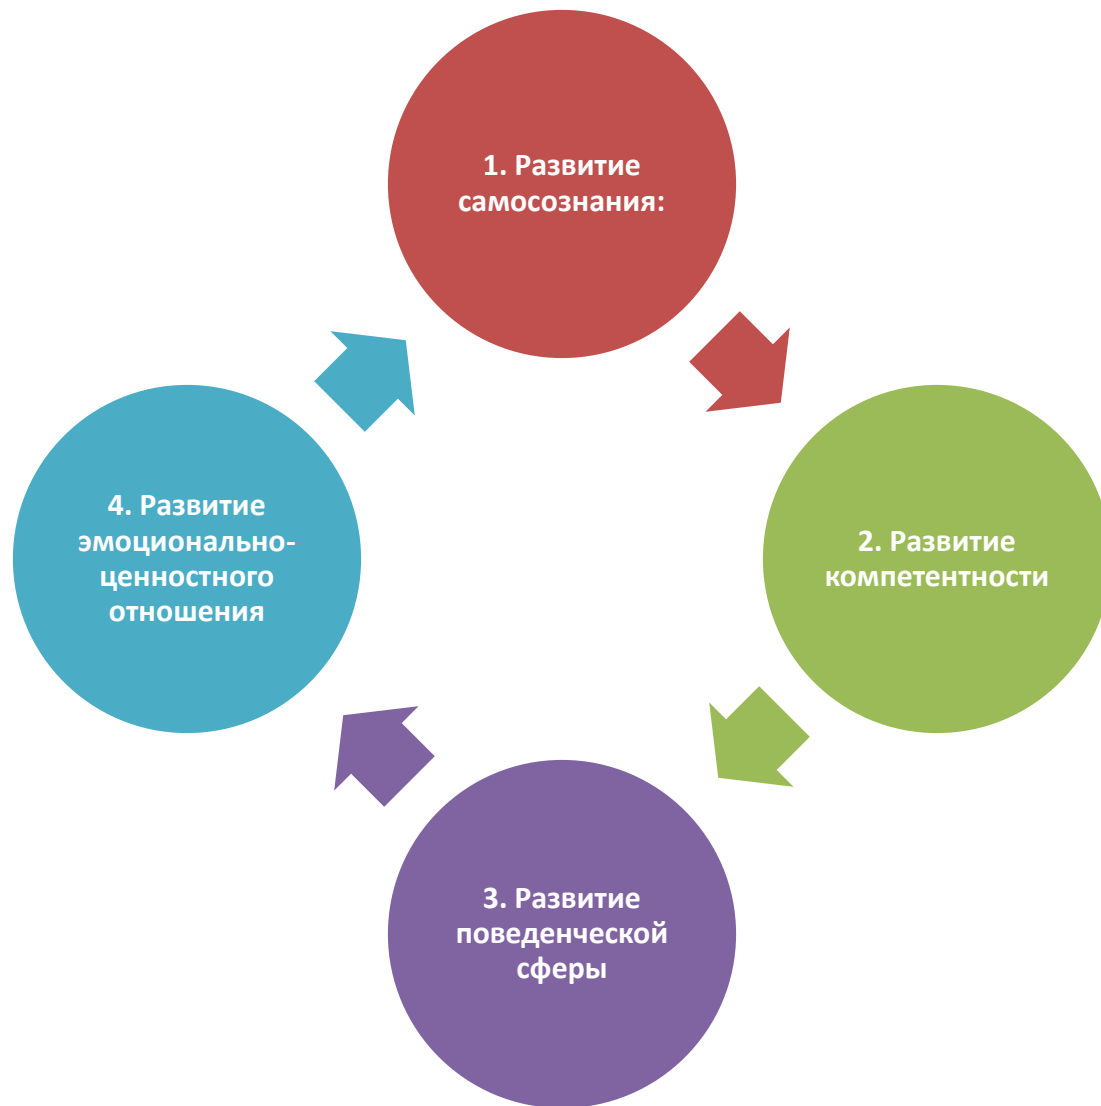 1. Развитие
самосознания:
2. Развитие
компетентности
3. Развитие
поведенческой
сферы
4. Развитие
эмоционально-
ценностного
отношения